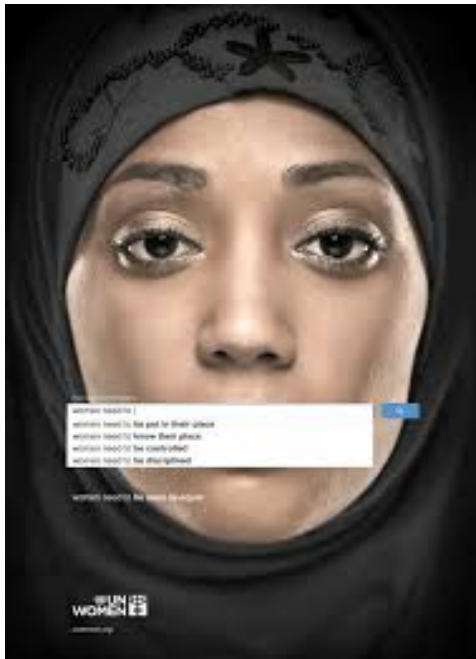 women need to
women need to be put in their place
women need to know their place
women need to be controlled
women need to be disciplined
women need to be seen as equal
UN
WOMEN